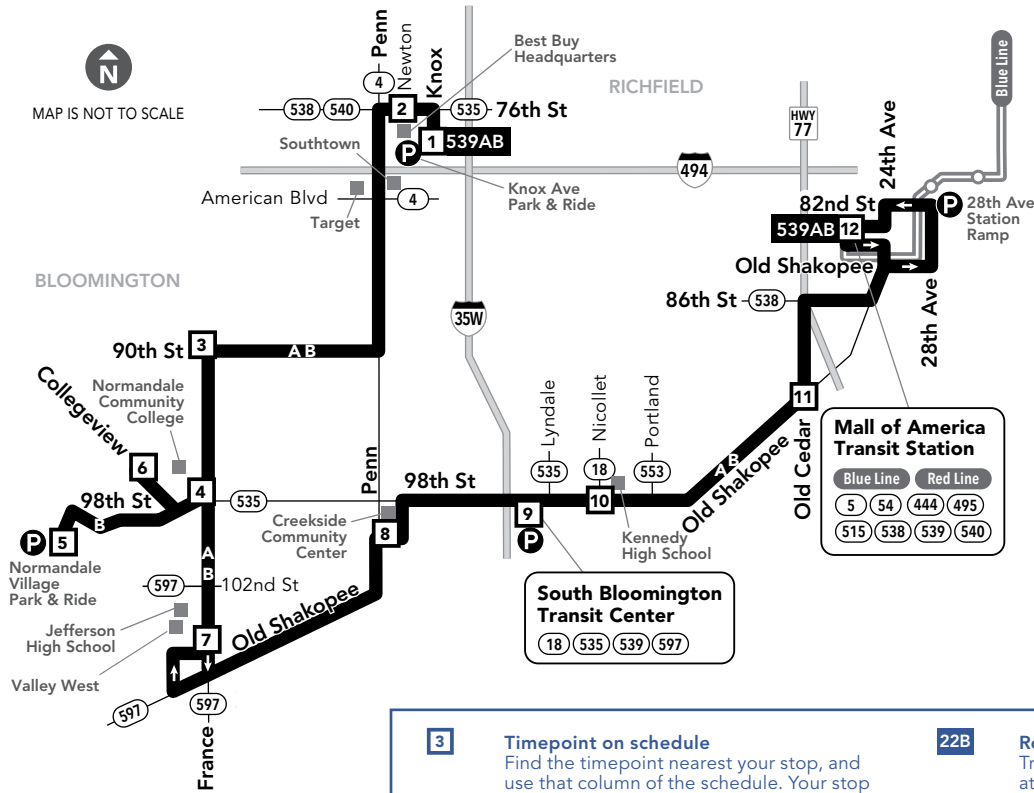 N
MAP IS NOT TO SCALE
Penn
4
Newton
Knox
Best Buy
Headquarters
RICHFIELD
Blue Line
538
540
2
535
76th St
1
539AB
P
Southtown
Knox Ave
Park & Ride
494
HWY
77
24th Ave
American Blvd
4
Target
82nd St
P
28th Ave
Station
Ramp
539AB
12
Old Shakopee
28th Ave
BLOOMINGTON
86th St
538
35W
90th St
3
A B
Collegeview
Normandale
Community
College
6
4
535
98th St
B
P
5
Normandale
Village
Park & Ride
A
B
597
102nd St
Jefferson
High School
Valley West
7
597
597
France
Old Shakopee
Penn
98th St
Creekside
Community
Center
8
Lyndale
535
Nicollet
18
Portland
553
9
P
10
Kennedy
High School
A B
Old Shakopee
11
Old Cedar
Mall of America
Transit Station
Blue Line
Red Line
5
54
444
495
515
538
539
540
South Bloomington
Transit Center
18
535
539
597
3
Timepoint on schedule
Find the timepoint nearest your stop, and
use that column of the schedule. Your stop
22B
Ro
Tr
at